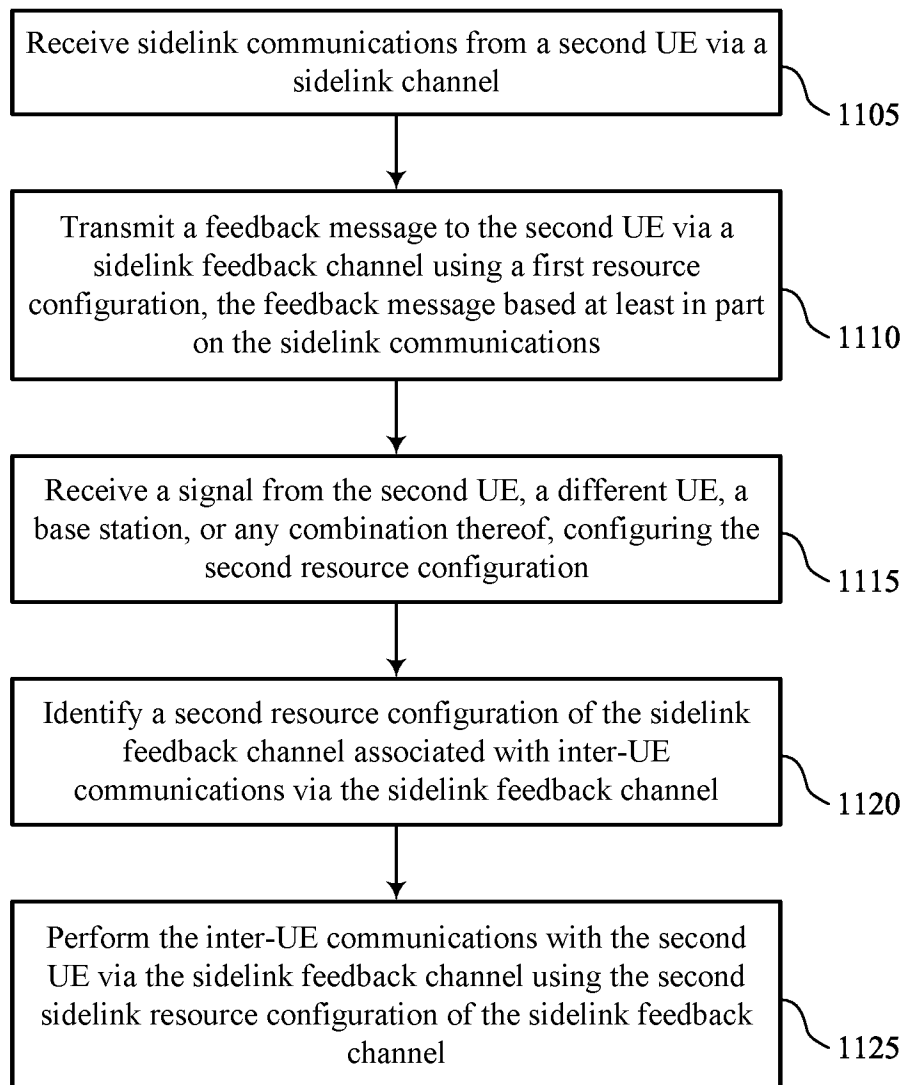 Receive sidelink communications from a second UE via a
sidelink channel
1105
Transmit a feedback message to the second UE via a
sidelink feedback channel using a first resource
configuration, the feedback message based at least in part
on the sidelink communications
1110
Receive a signal from the second UE, a different UE, a
base station, or any combination thereof, configuring the
second resource configuration
1115
Identify a second resource configuration of the sidelink
feedback channel associated with inter-UE
communications via the sidelink feedback channel
1120
Perform the inter-UE communications with the second
UE via the sidelink feedback channel using the second
sidelink resource configuration of the sidelink feedback
channel
1125